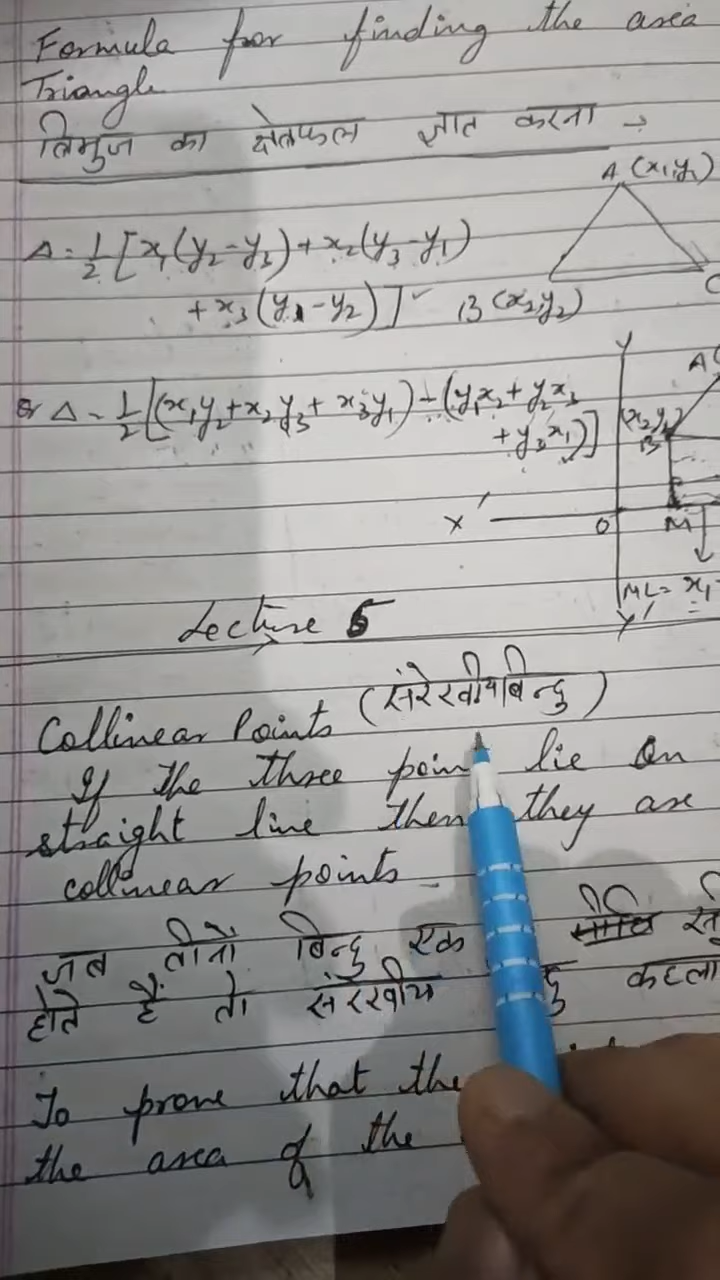 Formula for finding the area
Triangle
त्रिभुज का क्षेत्रफल ज्ञात करना →
A (x₁,y₁)
Δ = 1/2 [x₁(y₂-y₃)+x₂(y₃-y₁)
+x₃(y₁-y₂)]
B (x₂,y₂)
C
Y
A(
or Δ = 1/2 [(x₁y₂+x₂y₃+x₃y₁)-(y₁x₂+y₂x₃
+y₃x₁)]
(x₂y₂)
B
X'
O
M
ML = x₁-
Y'
Lecture 5
Collinear Points (संरेखीय बिन्दु)
If the three poin lie on
straight line then they are
collinear points
जब तीनों बिन्दु एक
होते हैं तो संरेखीय कहला
To prove that the
the area of the